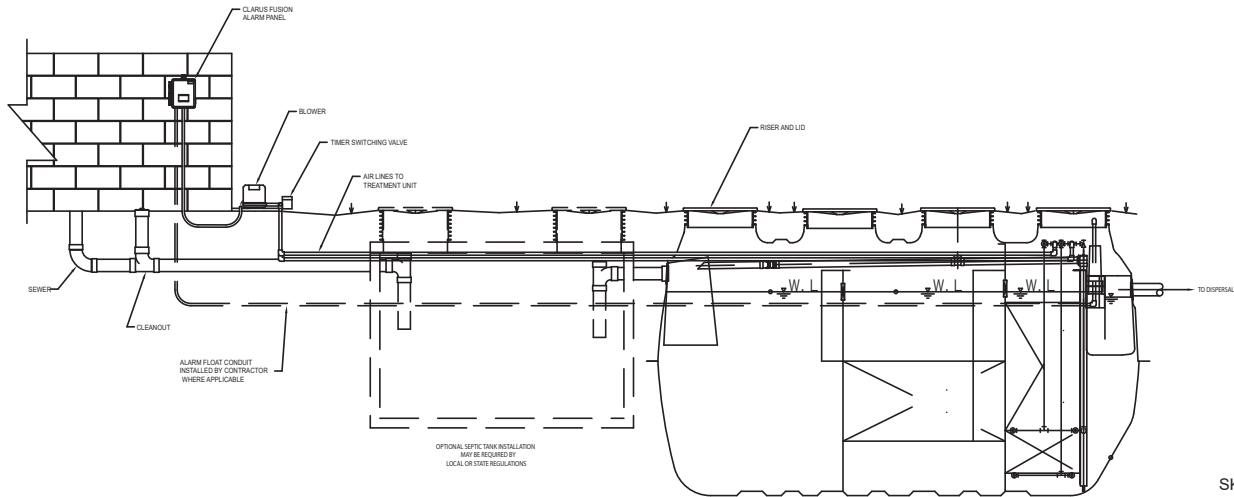 CLARUS FUSION
ALARM PANEL
BLOWER
TIMER SWITCHING VALVE
RISER AND LID
AIR LINES TO
TREATMENT UNIT
W. L
W. L
W. L
TO DISPERSAL
SEWER
CLEANOUT
ALARM FLOAT CONDUIT
INSTALLED BY CONTRACTOR
WHERE APPLICABLE
OPTIONAL SEPTIC TANK INSTALLATION
MAY BE REQUIRED BY
LOCAL OR STATE REGULATIONS